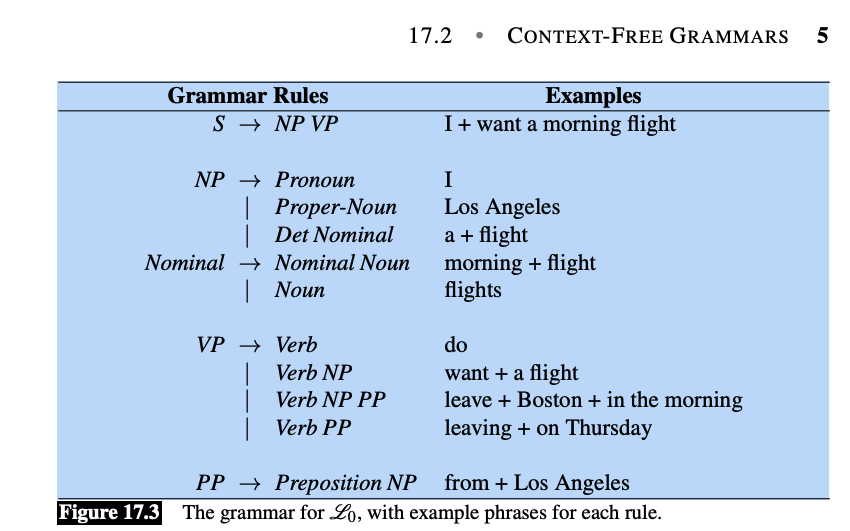 17.2 • CONTEXT-FREE GRAMMARS 5
Grammar Rules Examples
S → NP VP I + want a morning flight
NP → Pronoun I
| Proper-Noun Los Angeles
| Det Nominal a + flight
Nominal → Nominal Noun morning + flight
| Noun flights
VP → Verb do
| Verb NP want + a flight
| Verb NP PP leave + Boston + in the morning
| Verb PP leaving + on Thursday
PP → Preposition NP from + Los Angeles
Figure 17.3 The grammar for ℒ0, with example phrases for each rule.